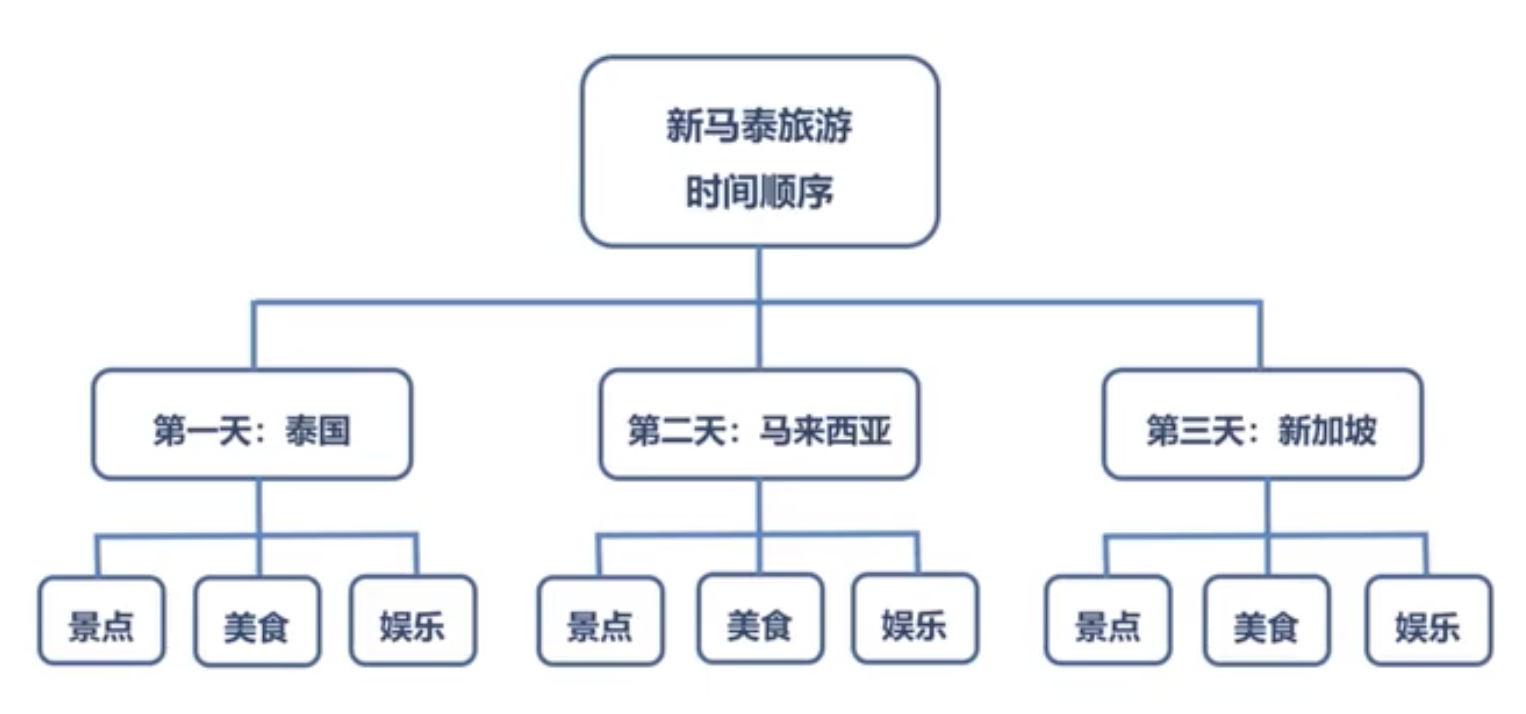 新马泰旅游
时间顺序
第一天：泰国
第二天：马来西亚
第三天：新加坡
景点
美食
娱乐
景点
美食
娱乐
景点
美食
娱乐